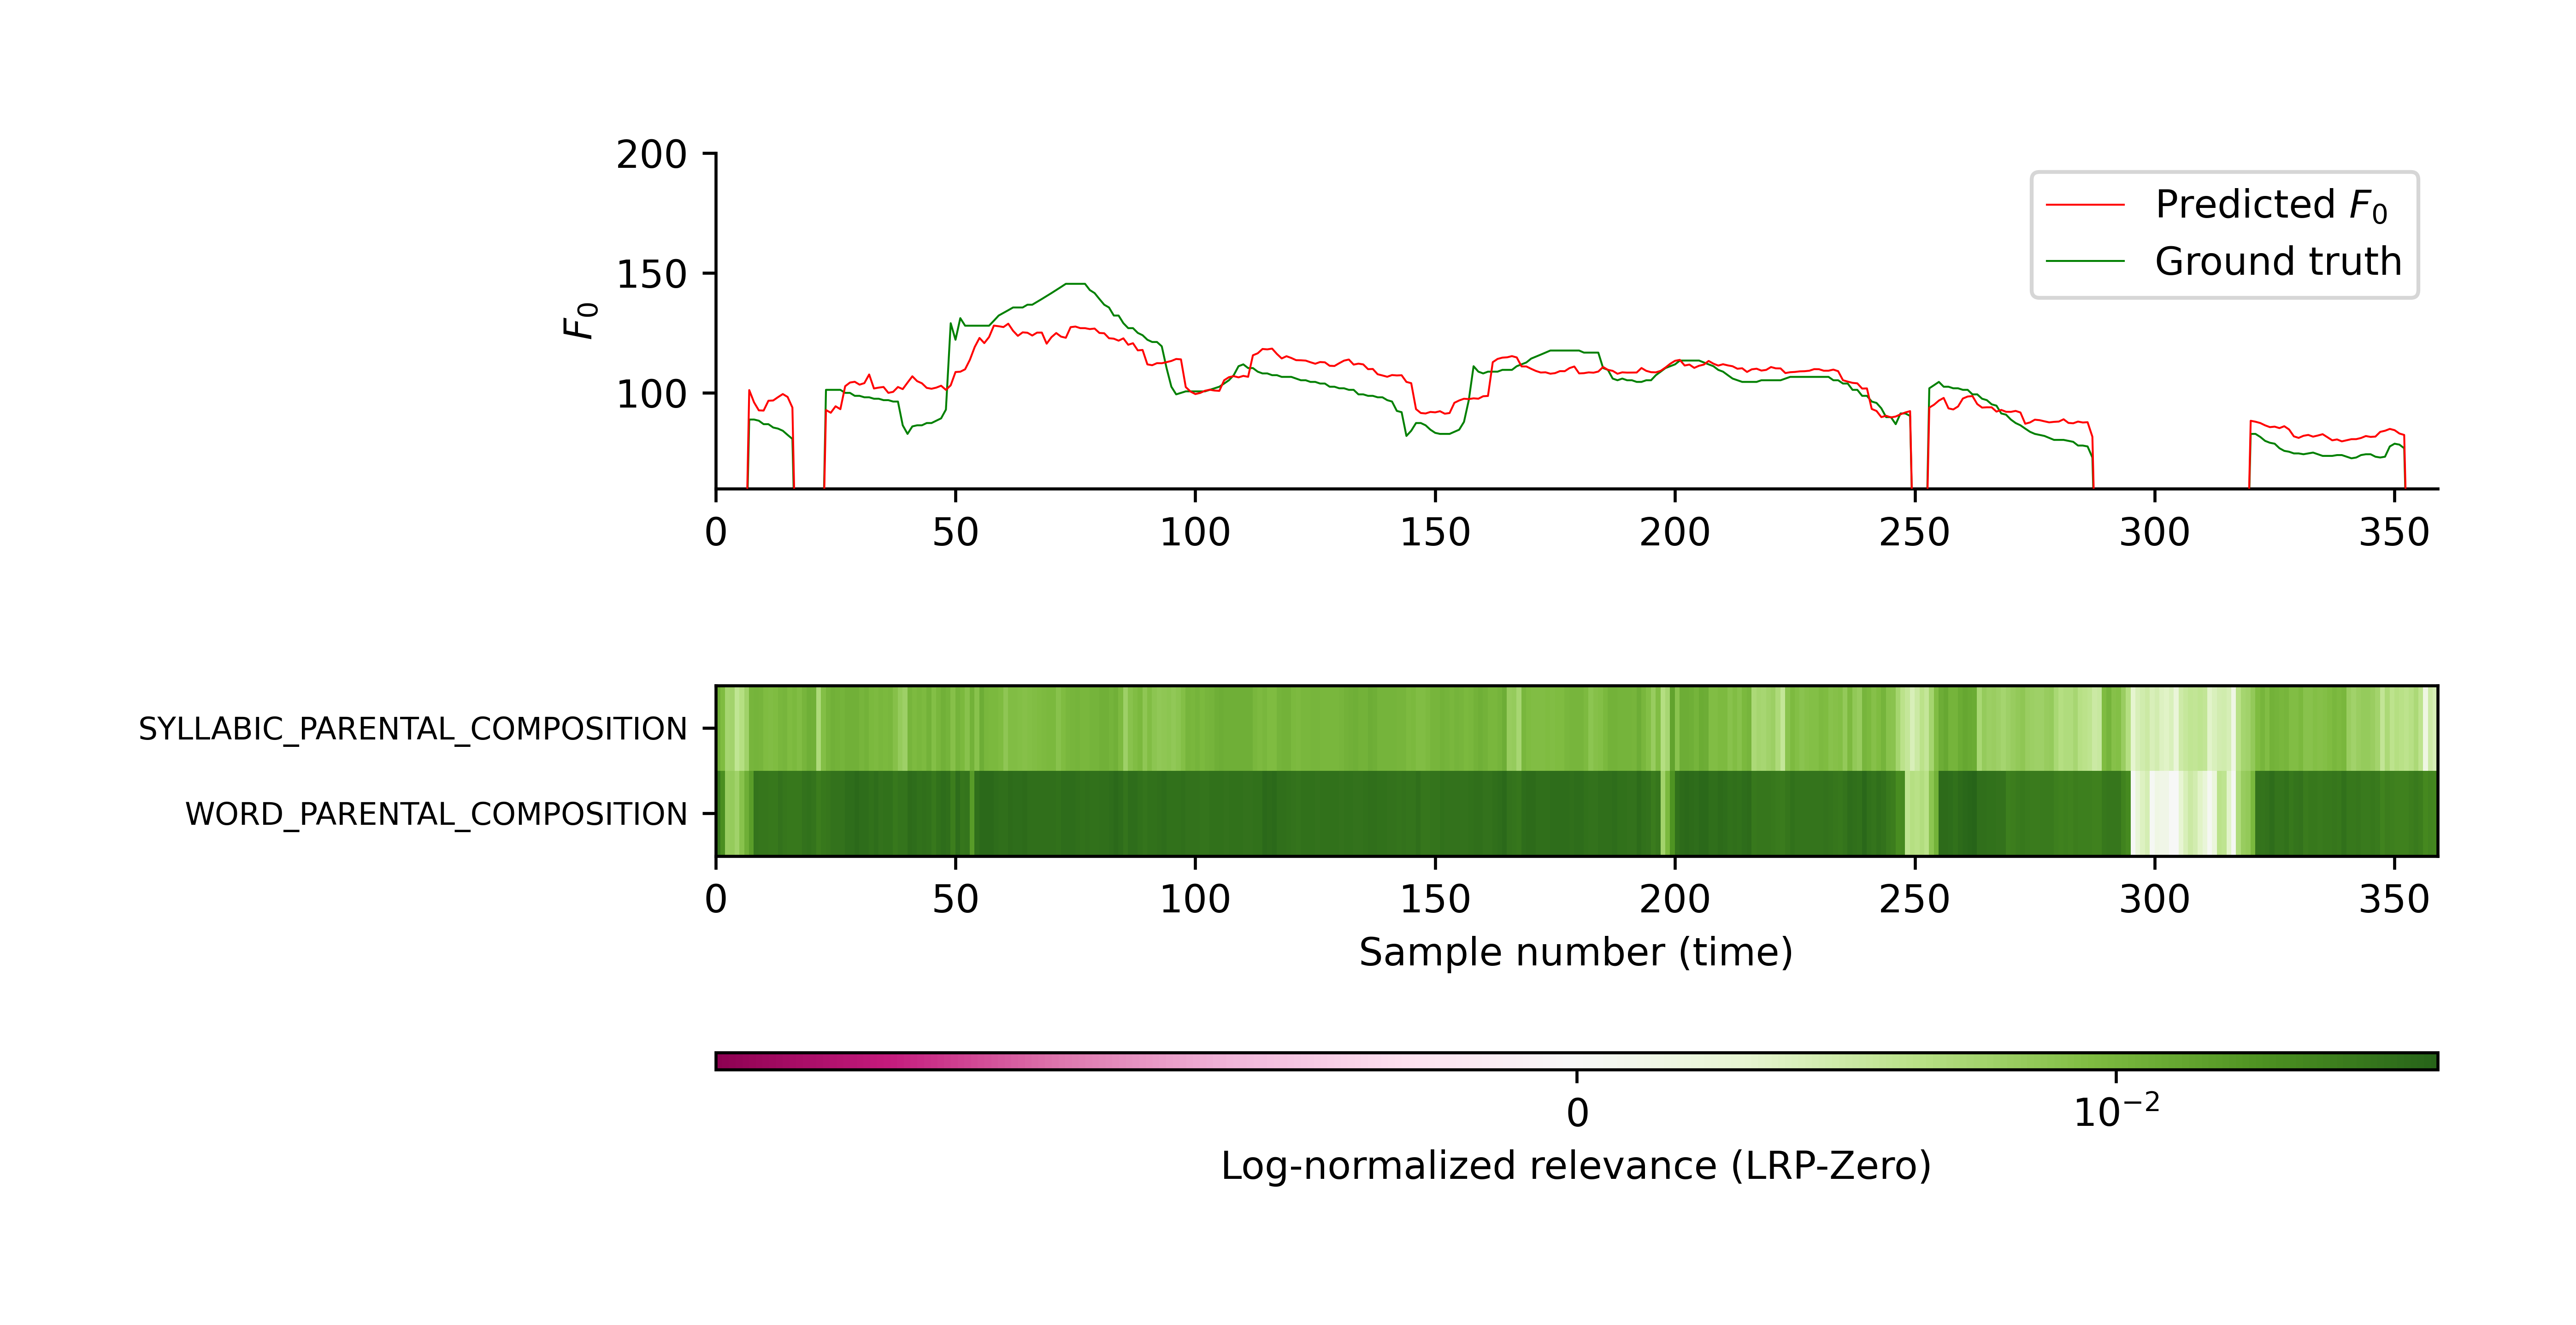 200
150
100
F₀
Predicted F₀
Ground truth
0 50 100 150 200 250 300 350
SYLLABIC_PARENTAL_COMPOSITION
WORD_PARENTAL_COMPOSITION
0 50 100 150 200 250 300 350
Sample number (time)
0 10⁻²
Log-normalized relevance (LRP-Zero)